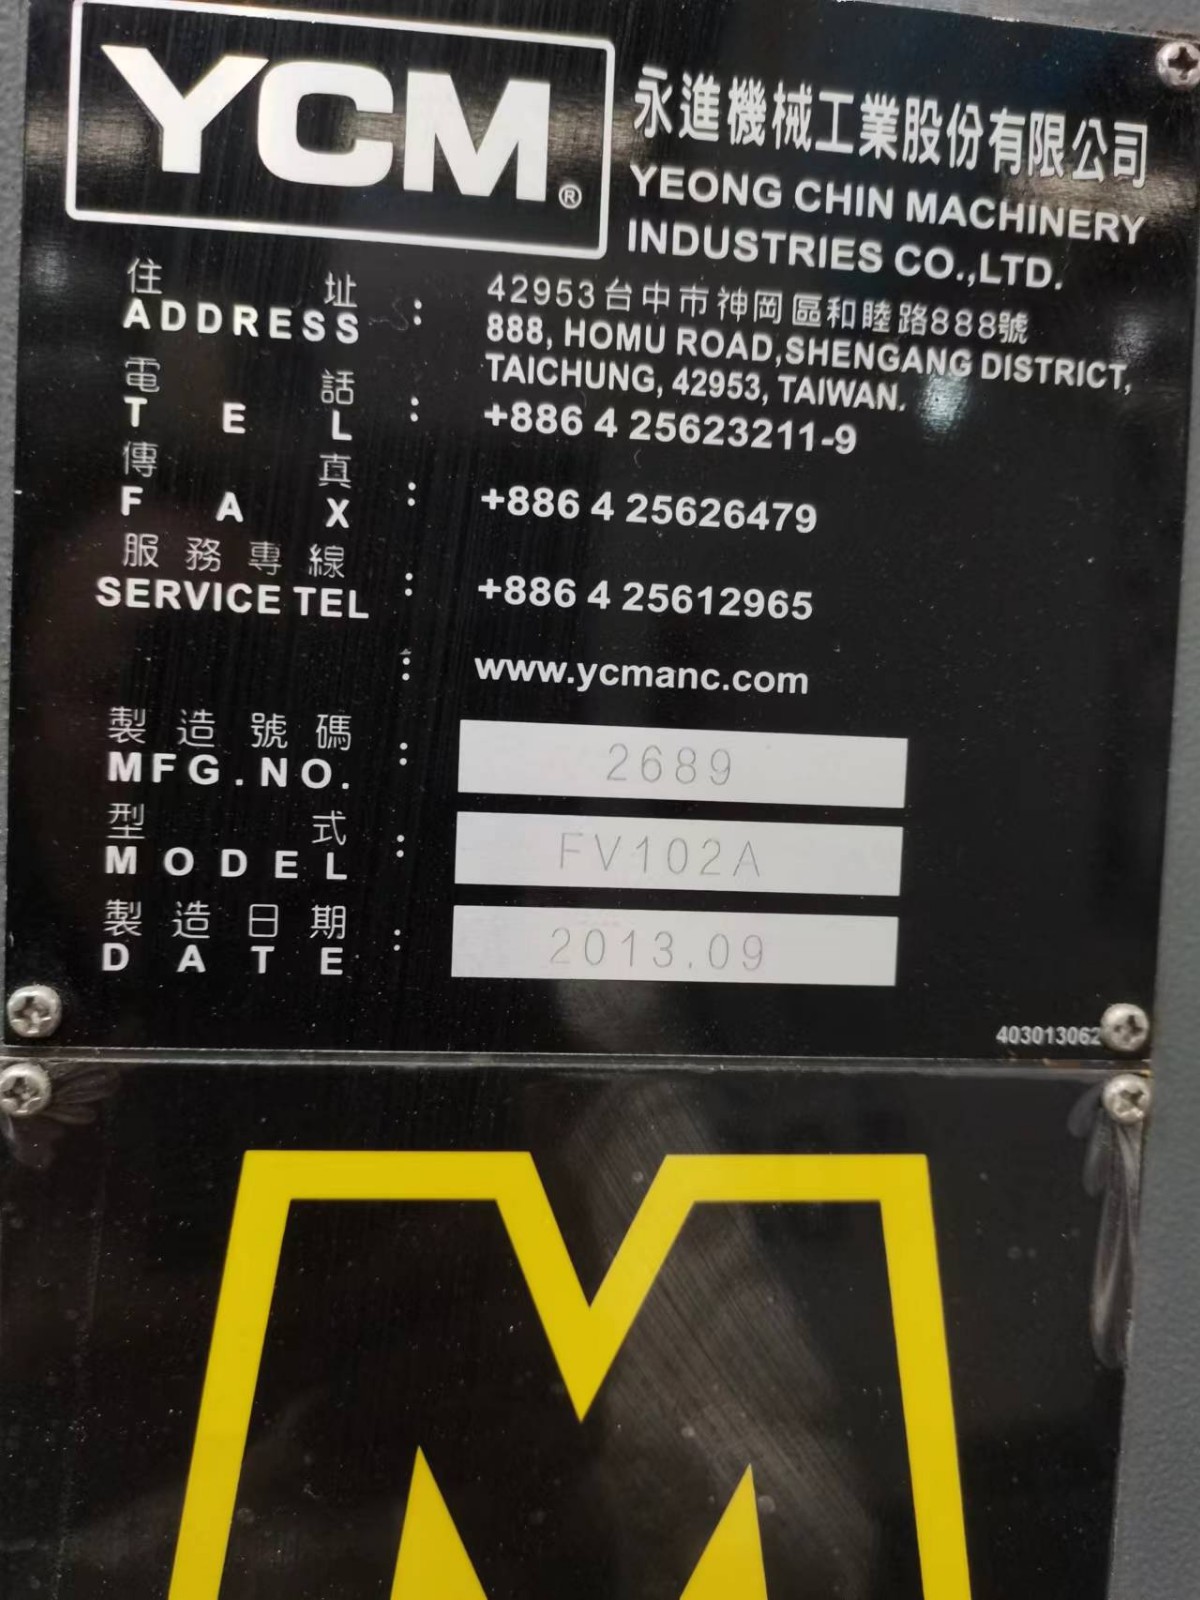 YCM®
永進機械工業股份有限公司
YEONG CHIN MACHINERY
INDUSTRIES CO.,LTD.
住址 : 42953台中市神岡區和睦路888號
ADDRESS 888, HOMU ROAD,SHENGANG DISTRICT,
TAICHUNG, 42953, TAIWAN.
電話
TEL : +886 4 25623211-9
傳真
FAX : +886 4 25626479
服務專線
SERVICE TEL : +886 4 25612965
: www.ycmanc.com
製造號碼
MFG.NO. : 2689
型式
MODEL : FV102A
製造日期
DATE : 2013.09
403013062